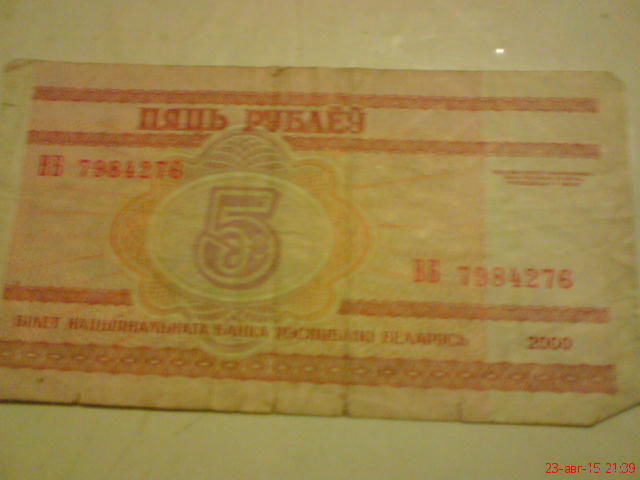 ПЯЦЬ РУБЛЁЎ
ВБ 7984276
5
ВБ 7984276
БІЛЕТ НАЦЫЯНАЛЬНАГА БАНКА РЭСПУБЛІКІ БЕЛАРУСЬ
2000
23-авг-15 21:39